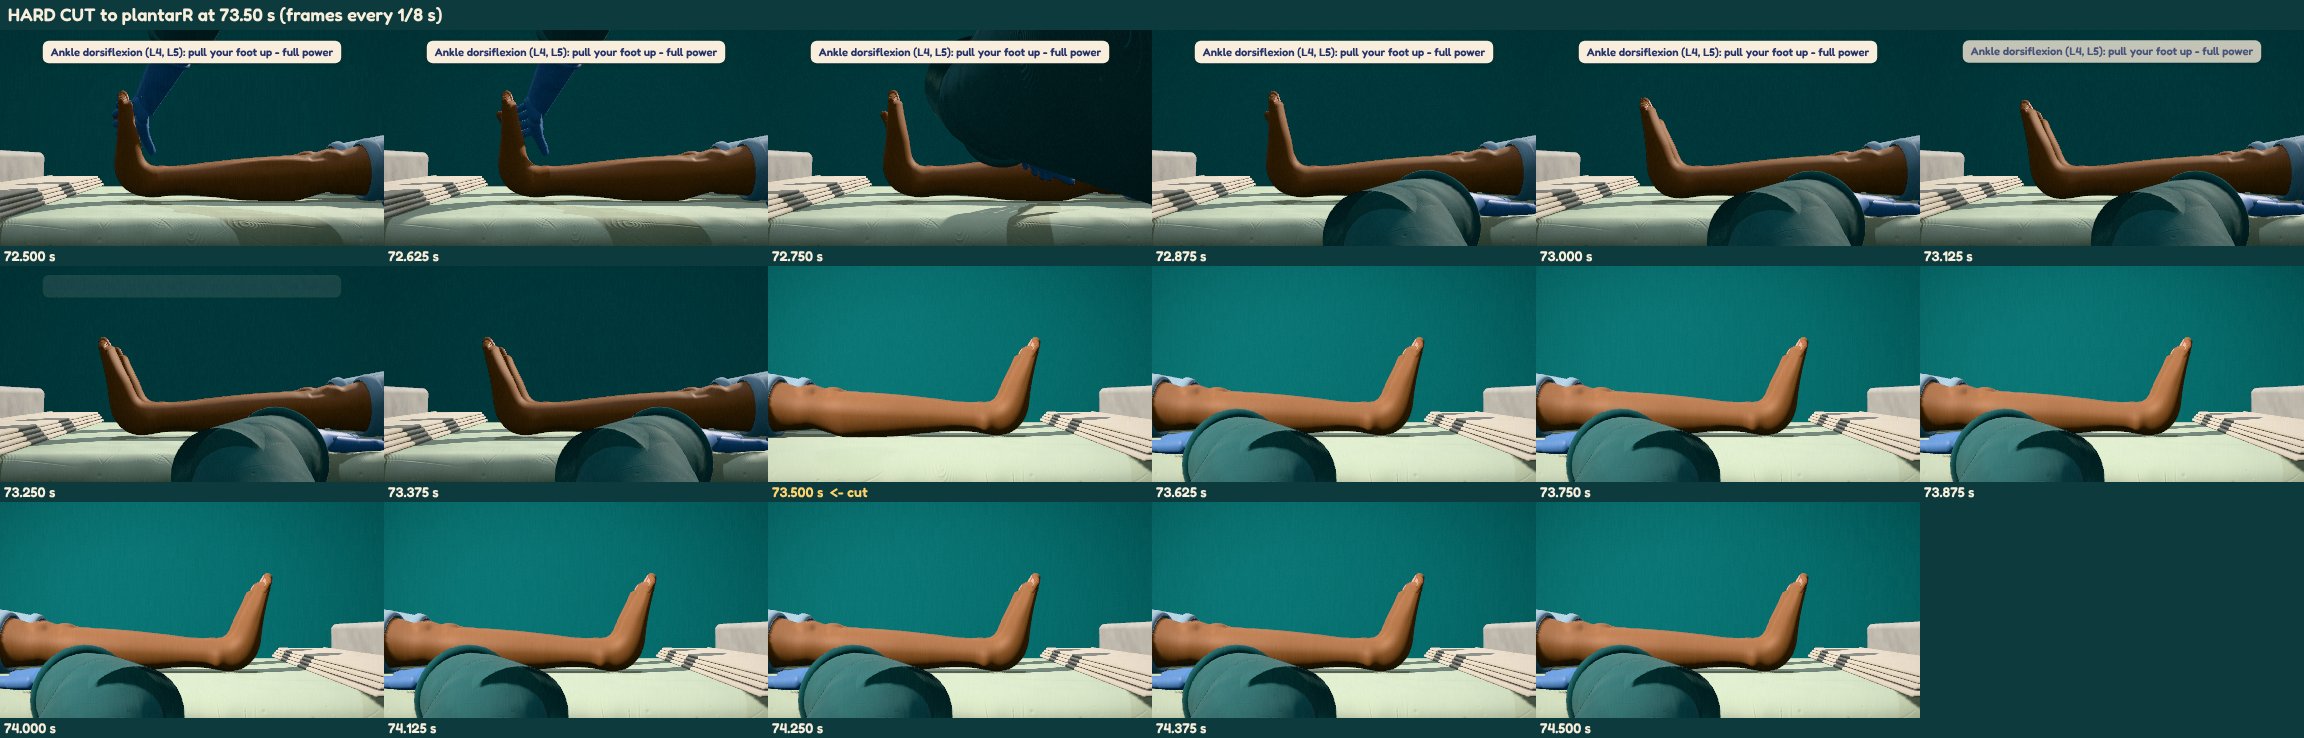 HARD CUT to plantarR at 73.50 s (frames every 1/8 s)
Ankle dorsiflexion (L4, L5): pull your foot up - full power
Ankle dorsiflexion (L4, L5): pull your foot up - full power
Ankle dorsiflexion (L4, L5): pull your foot up - full power
Ankle dorsiflexion (L4, L5): pull your foot up - full power
Ankle dorsiflexion (L4, L5): pull your foot up - full power
Ankle dorsiflexion (L4, L5): pull your foot up - full power
72.500 s
72.625 s
72.750 s
72.875 s
73.000 s
73.125 s
73.250 s
73.375 s
73.500 s <- cut
73.625 s
73.750 s
73.875 s
74.000 s
74.125 s
74.250 s
74.375 s
74.500 s